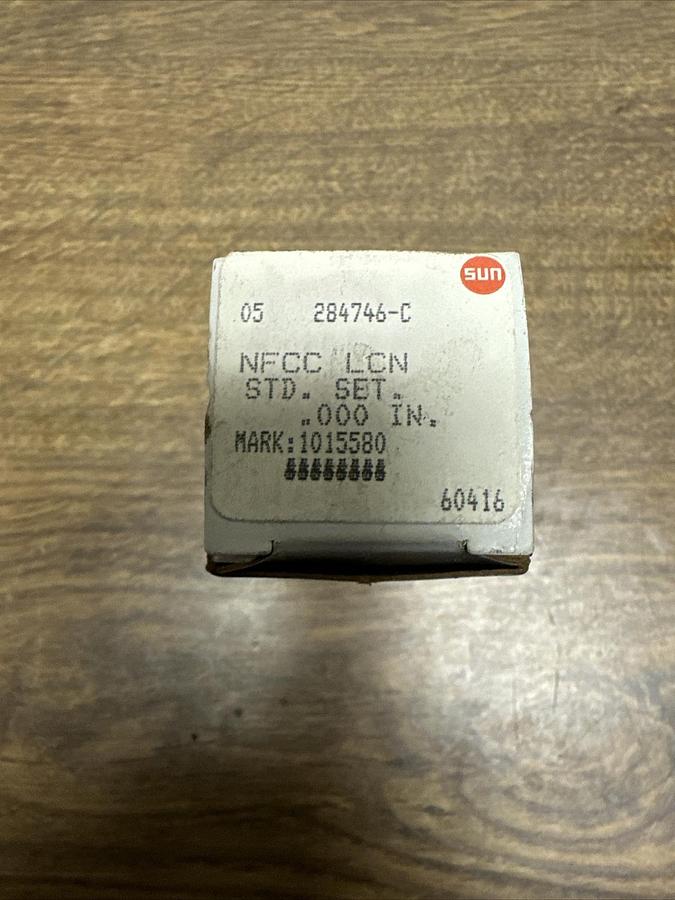 sun
05 284746-C
NFCC LCN
STD. SET.
.000 IN.
MARK:1015580
60416